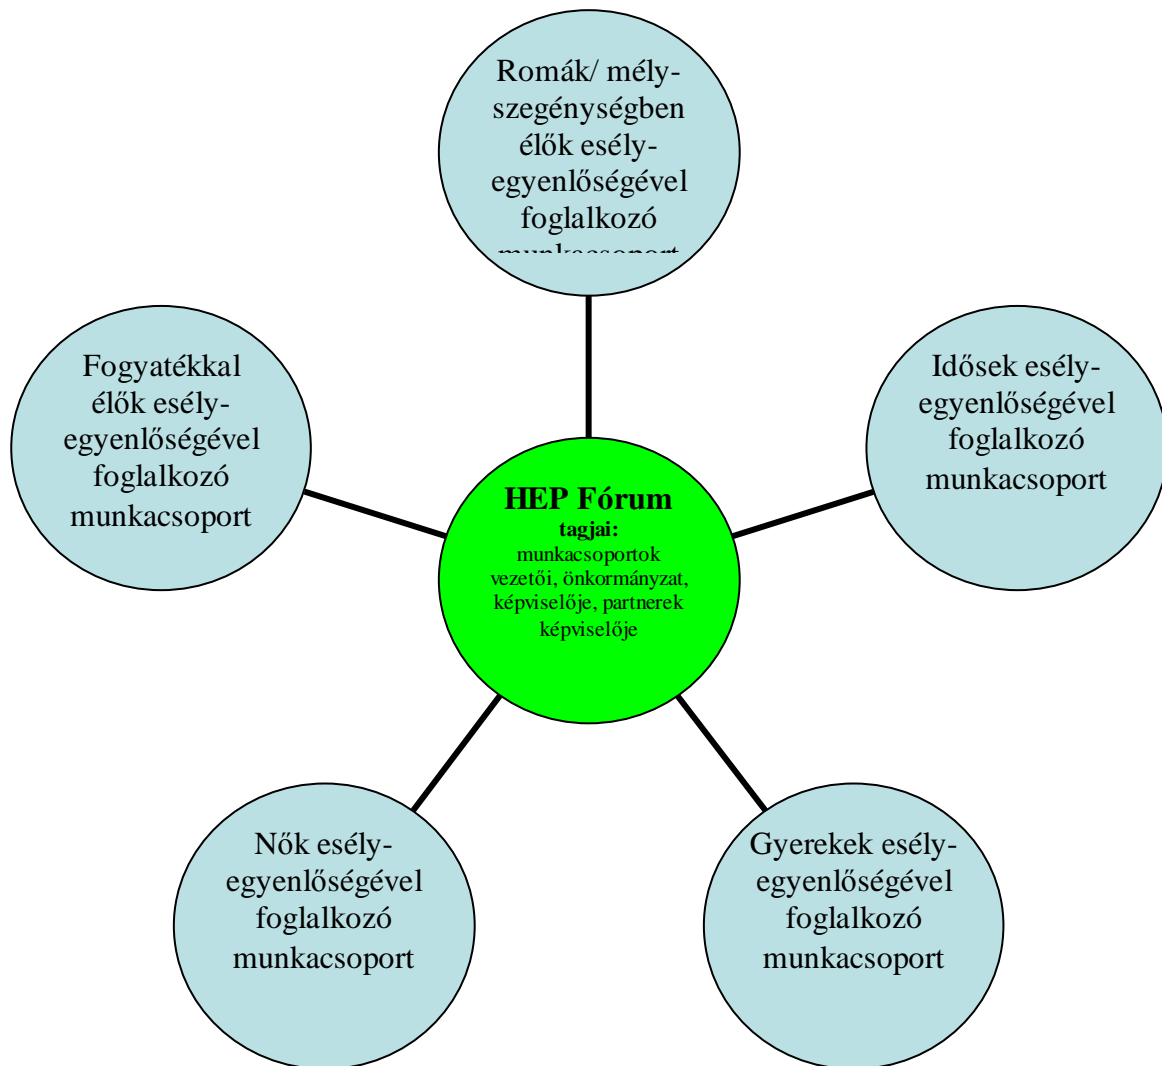 Romák/ mély-
szegénységben
élők esély-
egyenlőségével
foglalkozó
munkacsoport
Fogyatékkal
élők esély-
egyenlőségével
foglalkozó
munkacsoport
Idősek esély-
egyenlőségével
foglalkozó
munkacsoport
HEP Fórum
tagjai:
munkacsoportok
vezetői, önkormányzat,
képviselője, partnerek
képviselője
Nők esély-
egyenlőségével
foglalkozó
munkacsoport
Gyerekek esély-
egyenlőségével
foglalkozó
munkacsoport